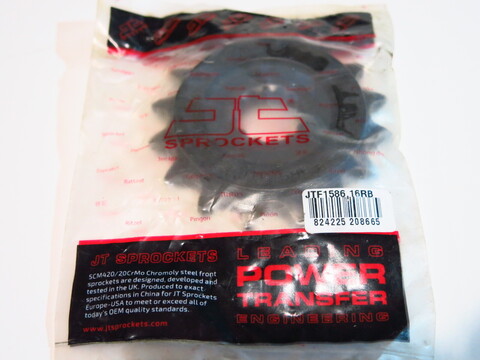 JT
SPROCKETS
JTF1586.16RB
824225 208665
JT SPROCKETS
SCM420/20CrMo Chromoly steel front
sprockets are designed, developed and
tested in the UK. Produced to exact
specifications in China for JT Sprockets
Europe-USA to meet or exceed all of
today's OEM quality standards.
www.jtsprockets.com
LEADING
POWER
TRANSFER
ENGINEERING